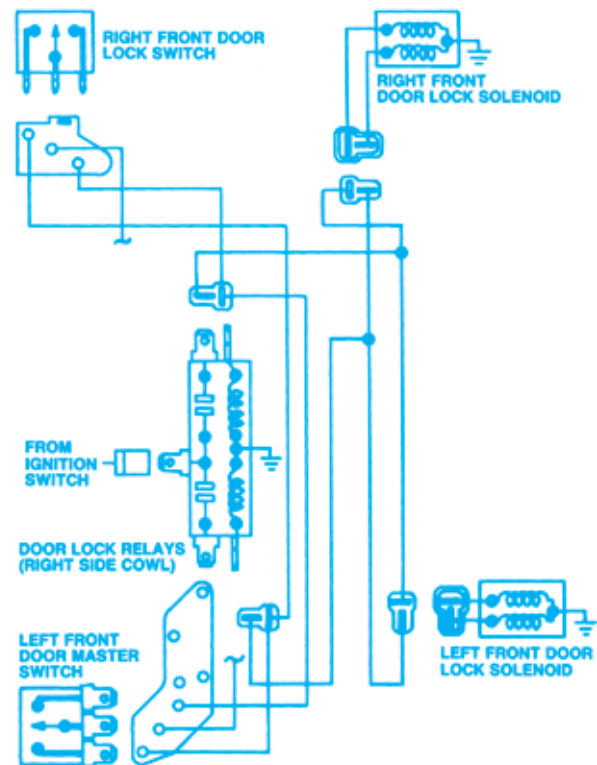 RIGHT FRONT DOOR
LOCK SWITCH
RIGHT FRONT
DOOR LOCK SOLENOID
FROM
IGNITION
SWITCH
DOOR LOCK RELAYS
(RIGHT SIDE COWL)
LEFT FRONT
DOOR MASTER
SWITCH
LEFT FRONT DOOR
LOCK SOLENOID